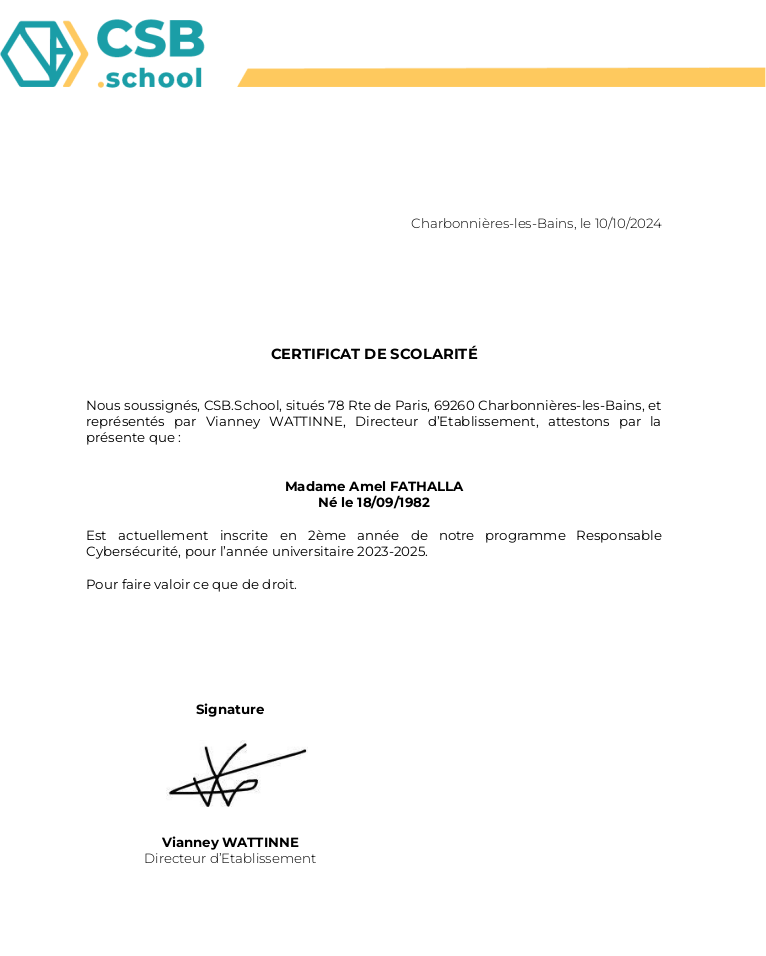 CSB
.school
Charbonnières-les-Bains, le 10/10/2024
CERTIFICAT DE SCOLARITÉ
Nous soussignés, CSB.School, situés 78 Rte de Paris, 69260 Charbonnières-les-Bains, et
représentés par Vianney WATTINNE, Directeur d’Etablissement, attestons par la
présente que :
Madame Amel FATHALLA
Né le 18/09/1982
Est actuellement inscrite en 2ème année de notre programme Responsable
Cybersécurité, pour l’année universitaire 2023-2025.
Pour faire valoir ce que de droit.
Signature
Vianney WATTINNE
Directeur d’Etablissement